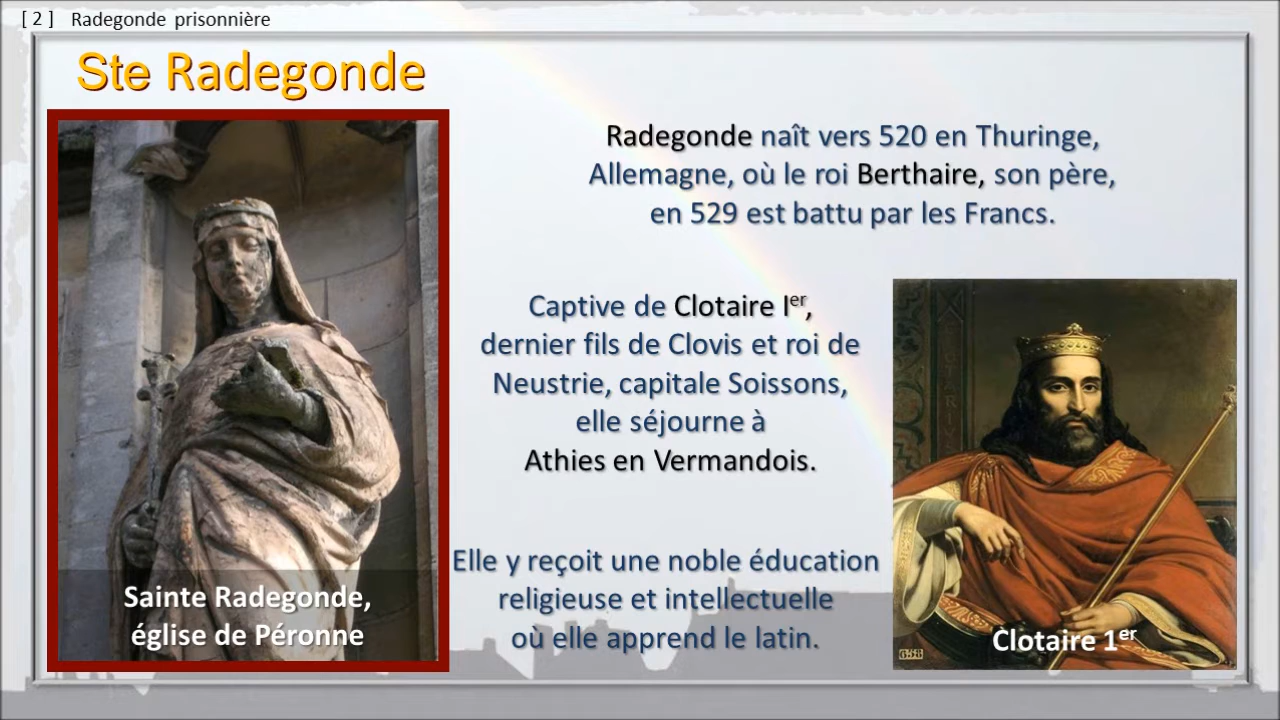 [ 2 ] Radegonde prisonnière
Ste Radegonde
Radegonde naît vers 520 en Thuringe,
Allemagne, où le roi Berthaire, son père,
en 529 est battu par les Francs.
Captive de Clotaire Ier,
dernier fils de Clovis et roi de
Neustrie, capitale Soissons,
elle séjourne à
Athies en Vermandois.
Elle y reçoit une noble éducation
religieuse et intellectuelle
où elle apprend le latin.
Sainte Radegonde,
église de Péronne
Clotaire 1er